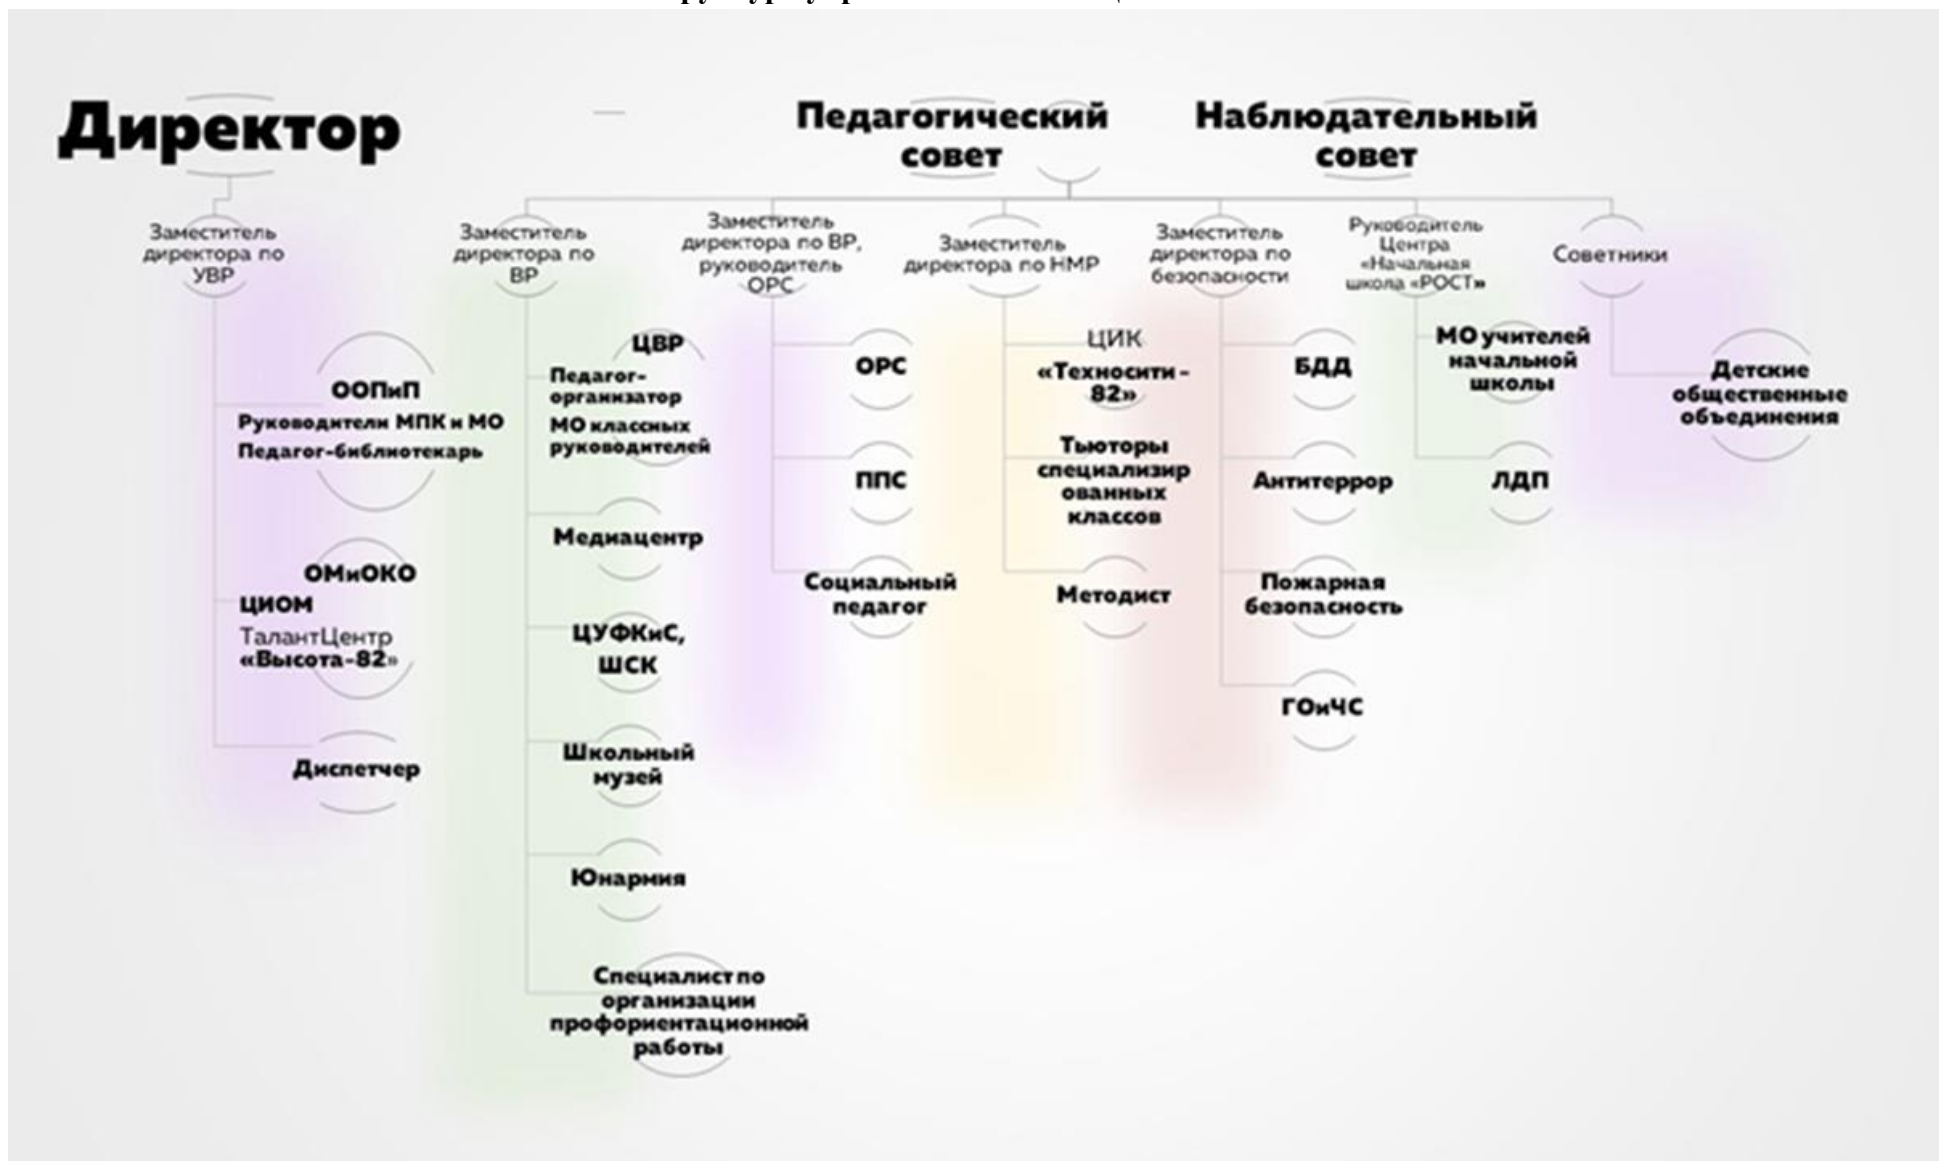 Директор
Педагогический
совет
Наблюдательный
совет
Заместитель
директора по
УВР
ООПиП
Руководители МПК и МО
Педагог-библиотекарь
ОМиОКО
ЦИОМ
ТалантЦентр
«Высота-82»
Диспетчер
Заместитель
директора по
ВР
ЦВР
Педагог-
организатор
МО классных
руководителей
Медиацентр
ЦУФКиС,
ШСК
Школьный
музей
Юнармия
Специалист по
организации
профориентационной
работы
Заместитель
директора по ВР,
руководитель
ОРС
ОРС
ППС
Социальный
педагог
Заместитель
директора по НМР
ЦИК
«Техносити -
82»
Тьюторы
специализир
ованных
классов
Методист
Заместитель
директора по
безопасности
БДД
Антитеррор
Пожарная
безопасность
ГОиЧС
Руководитель
Центра
«Начальная
школа «РОСТ»
МО учителей
начальной
школы
ЛДП
Советники
Детские
общественные
объединения